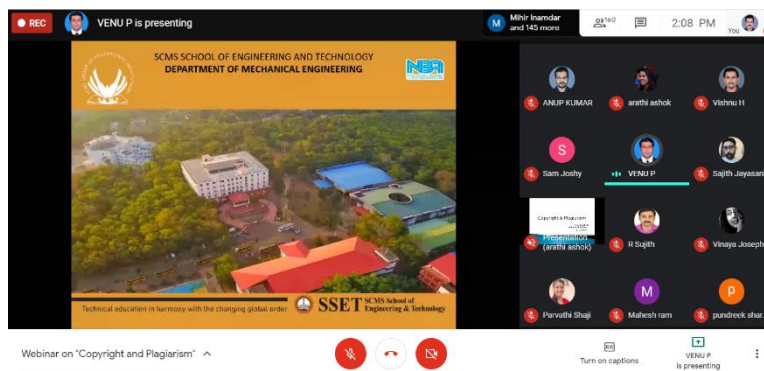 REC
VENU P is presenting
M
Mihir Inamdar
and 145 more
160
2:08 PM
You
SCMS SCHOOL OF ENGINEERING AND TECHNOLOGY
DEPARTMENT OF MECHANICAL ENGINEERING
NBA
Technical education in harmony with the changing global order
SSET
SCMS School of
Engineering & Technology
ANUP KUMAR
arathi ashok
Vishnu H
S
Sam Joshy
VENU P
Sajith Jayasan
Copyright & Plagiarism
Presentation
(arathi ashok)
R Sujith
Vinaya Joseph
M
p
Parvathi Shaji
Mahesh ram
pundreek shar.
Webinar on "Copyright and Plagiarism"
Turn on captions
VENU P
is presenting